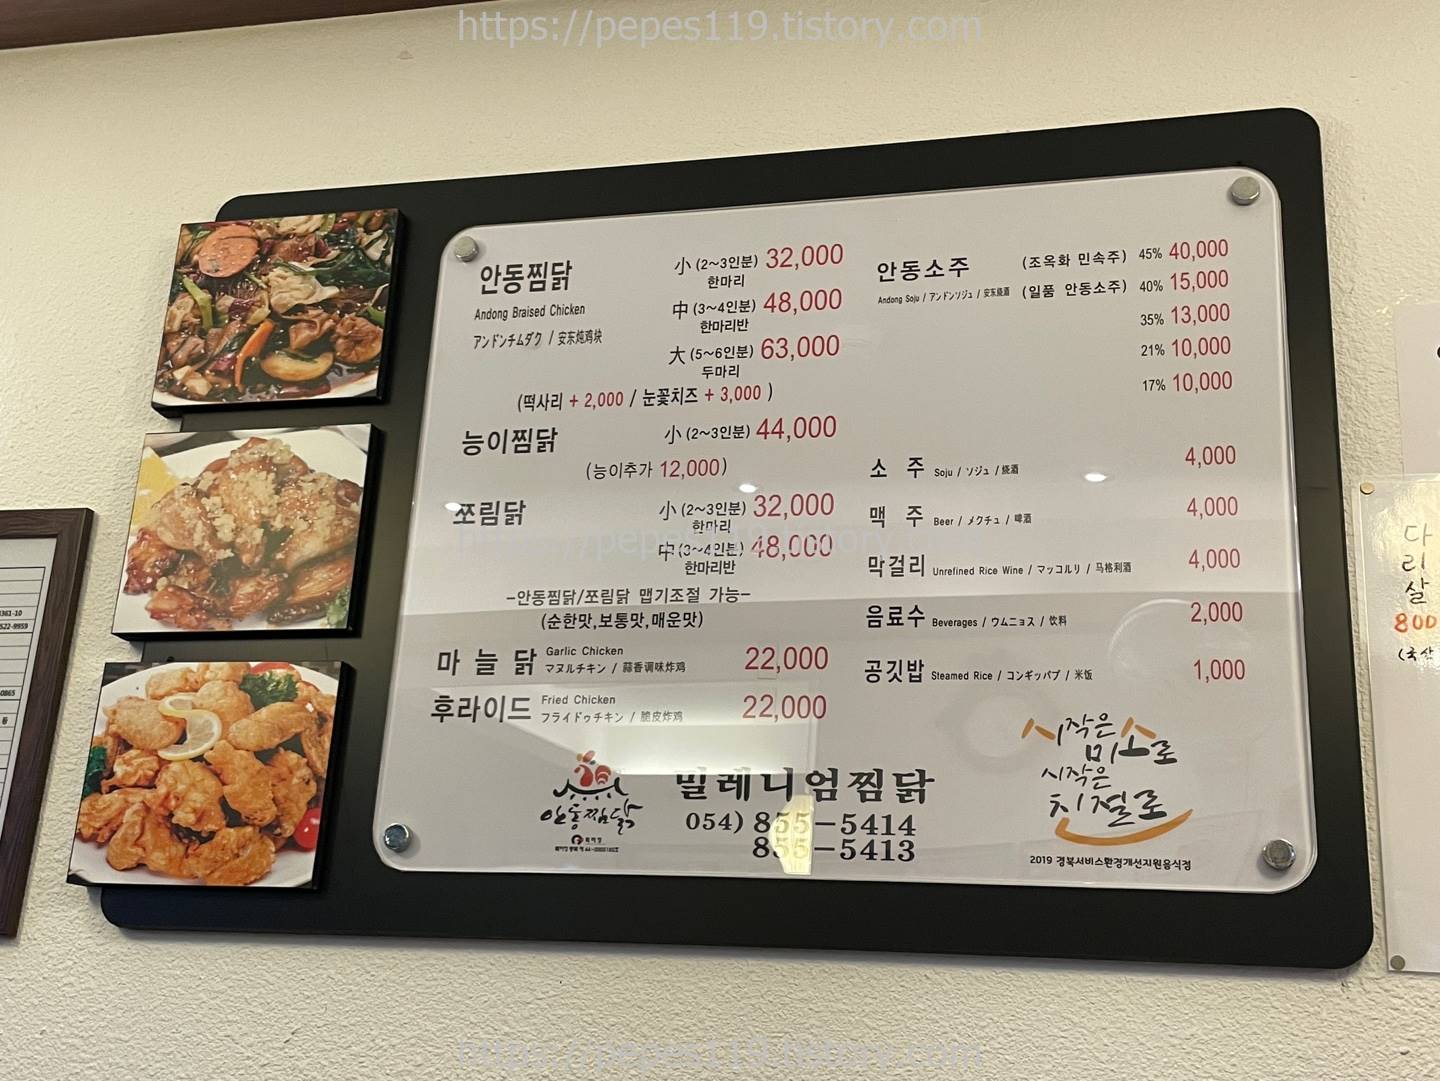 https://pepes119.tistory.com
안동찜닭
Andong Braised Chicken
アンドンチムダク / 安东炖鸡块
小 (2~3인분) 32,000
한마리
中 (3~4인분) 48,000
한마리반
大 (5~6인분) 63,000
두마리
(떡사리 + 2,000 / 눈꽃치즈 + 3,000 )
능이찜닭
小 (2~3인분) 44,000
(능이추가 12,000)
쪼림닭
小 (2~3인분) 32,000
한마리
中 (3~4인분) 48,000
한마리반
https://pepes119.tistory.com
-안동찜닭/쪼림닭 맵기조절 가능-
(순한맛,보통맛,매운맛)
마늘닭 Garlic Chicken 22,000
マヌルチキン / 蒜香调味炸鸡
후라이드 Fried Chicken 22,000
フライドゥチキン / 脆皮炸鸡
안동소주
Andong Soju / アンドンソジュ / 安东烧酒
(조옥화 민속주) 45% 40,000
(일품 안동소주) 40% 15,000
35% 13,000
21% 10,000
17% 10,000
소 주 Soju / ソジュ / 烧酒 4,000
맥 주 Beer / メクチュ / 啤酒 4,000
막걸리 Unrefined Rice Wine / マッコルリ / 马格利酒 4,000
음료수 Beverages / ウムニョス / 饮料 2,000
공깃밥 Steamed Rice / コンギッパプ / 米饭 1,000
안동찜닭
밀레니엄찜닭
054) 855-5414
855-5413
시작은
미소로
시작은
친절로
2019 경북서비스환경개선지원음식점
다
리
살
800
(국산
361-10
522-9959
0865
https://pepes119.tistory.com